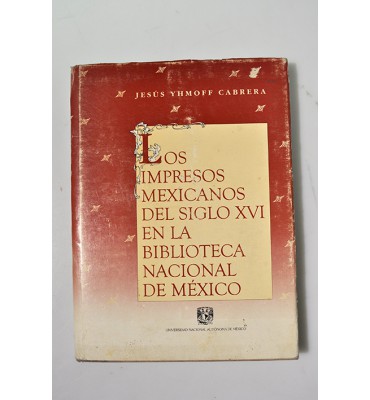 JESÚS YHMOFF CABRERA
LOS
IMPRESOS
MEXICANOS
DEL SIGLO XVI
EN LA
BIBLIOTECA
NACIONAL
DE MÉXICO
UNIVERSIDAD NACIONAL AUTÓNOMA DE MÉXICO